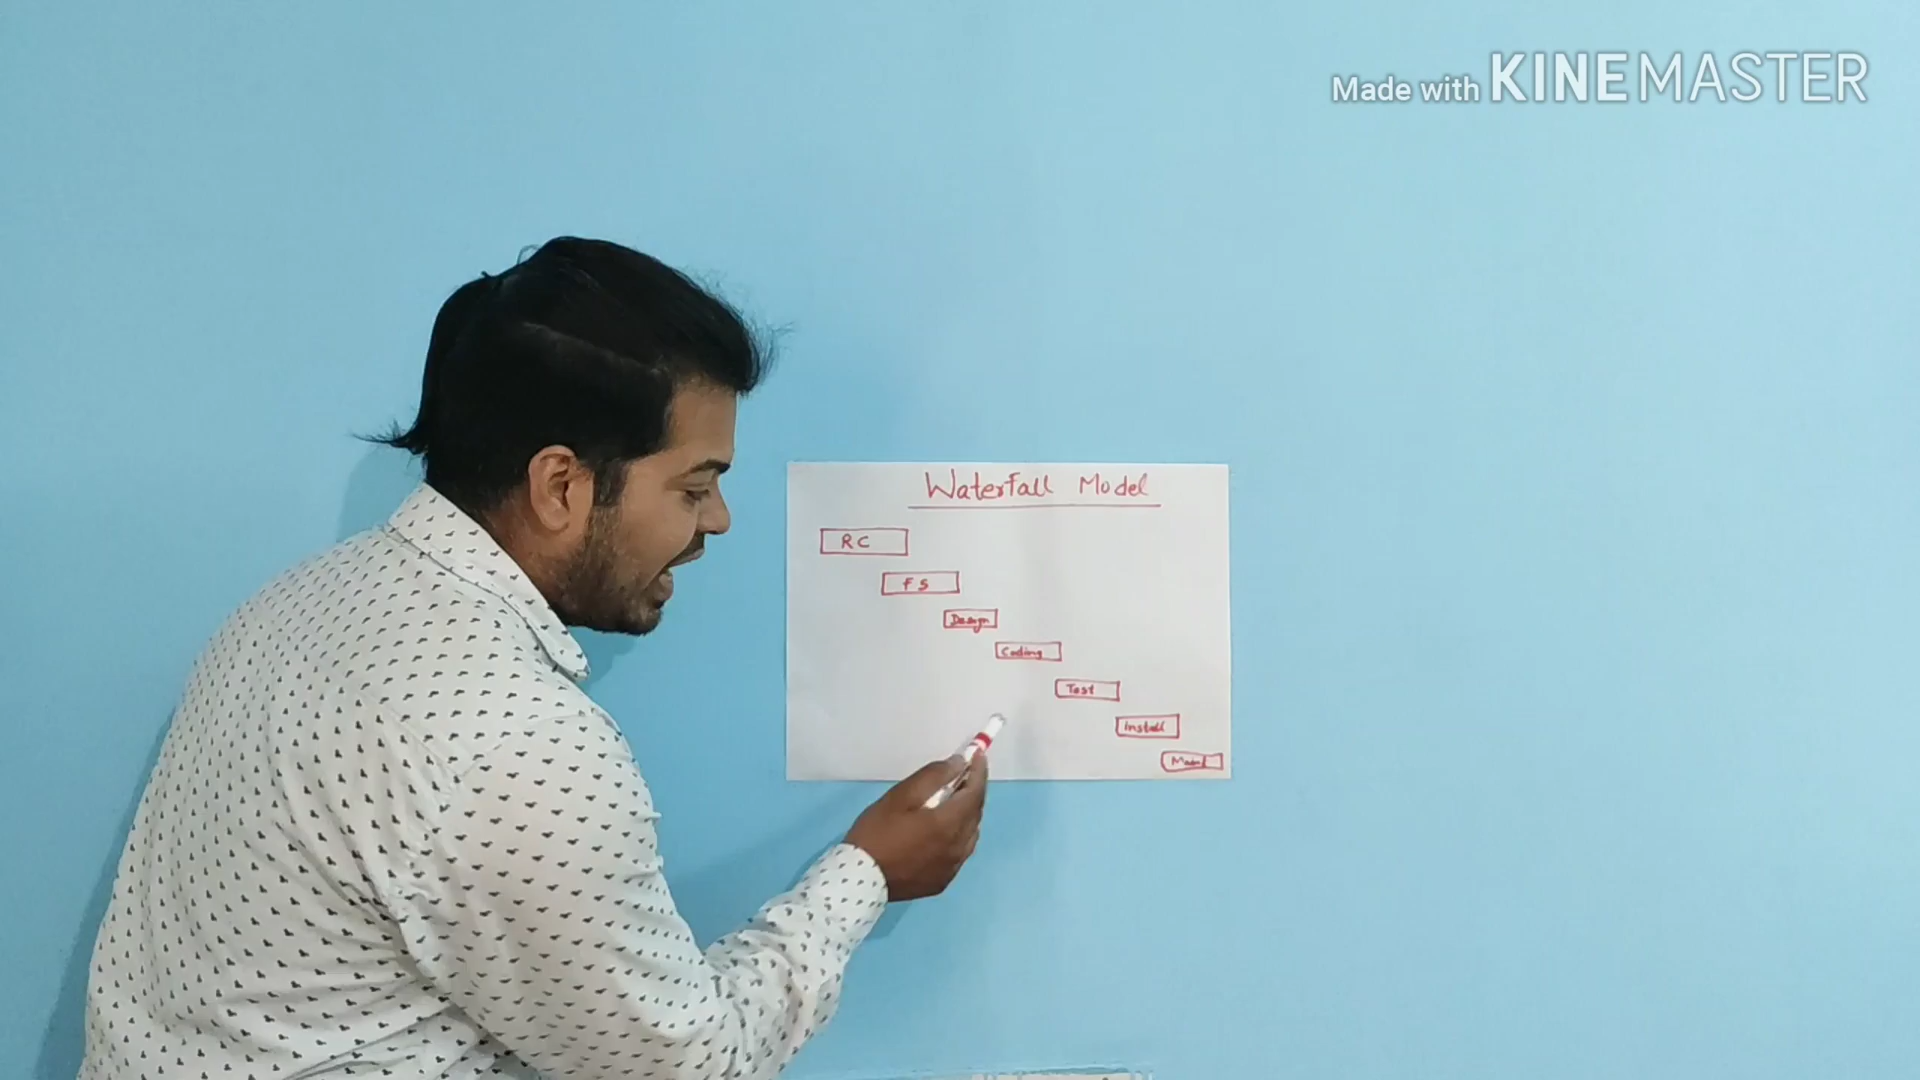 Made with KINEMASTER
Waterfall Model
RC
FS
Design
Coding
Test
Install